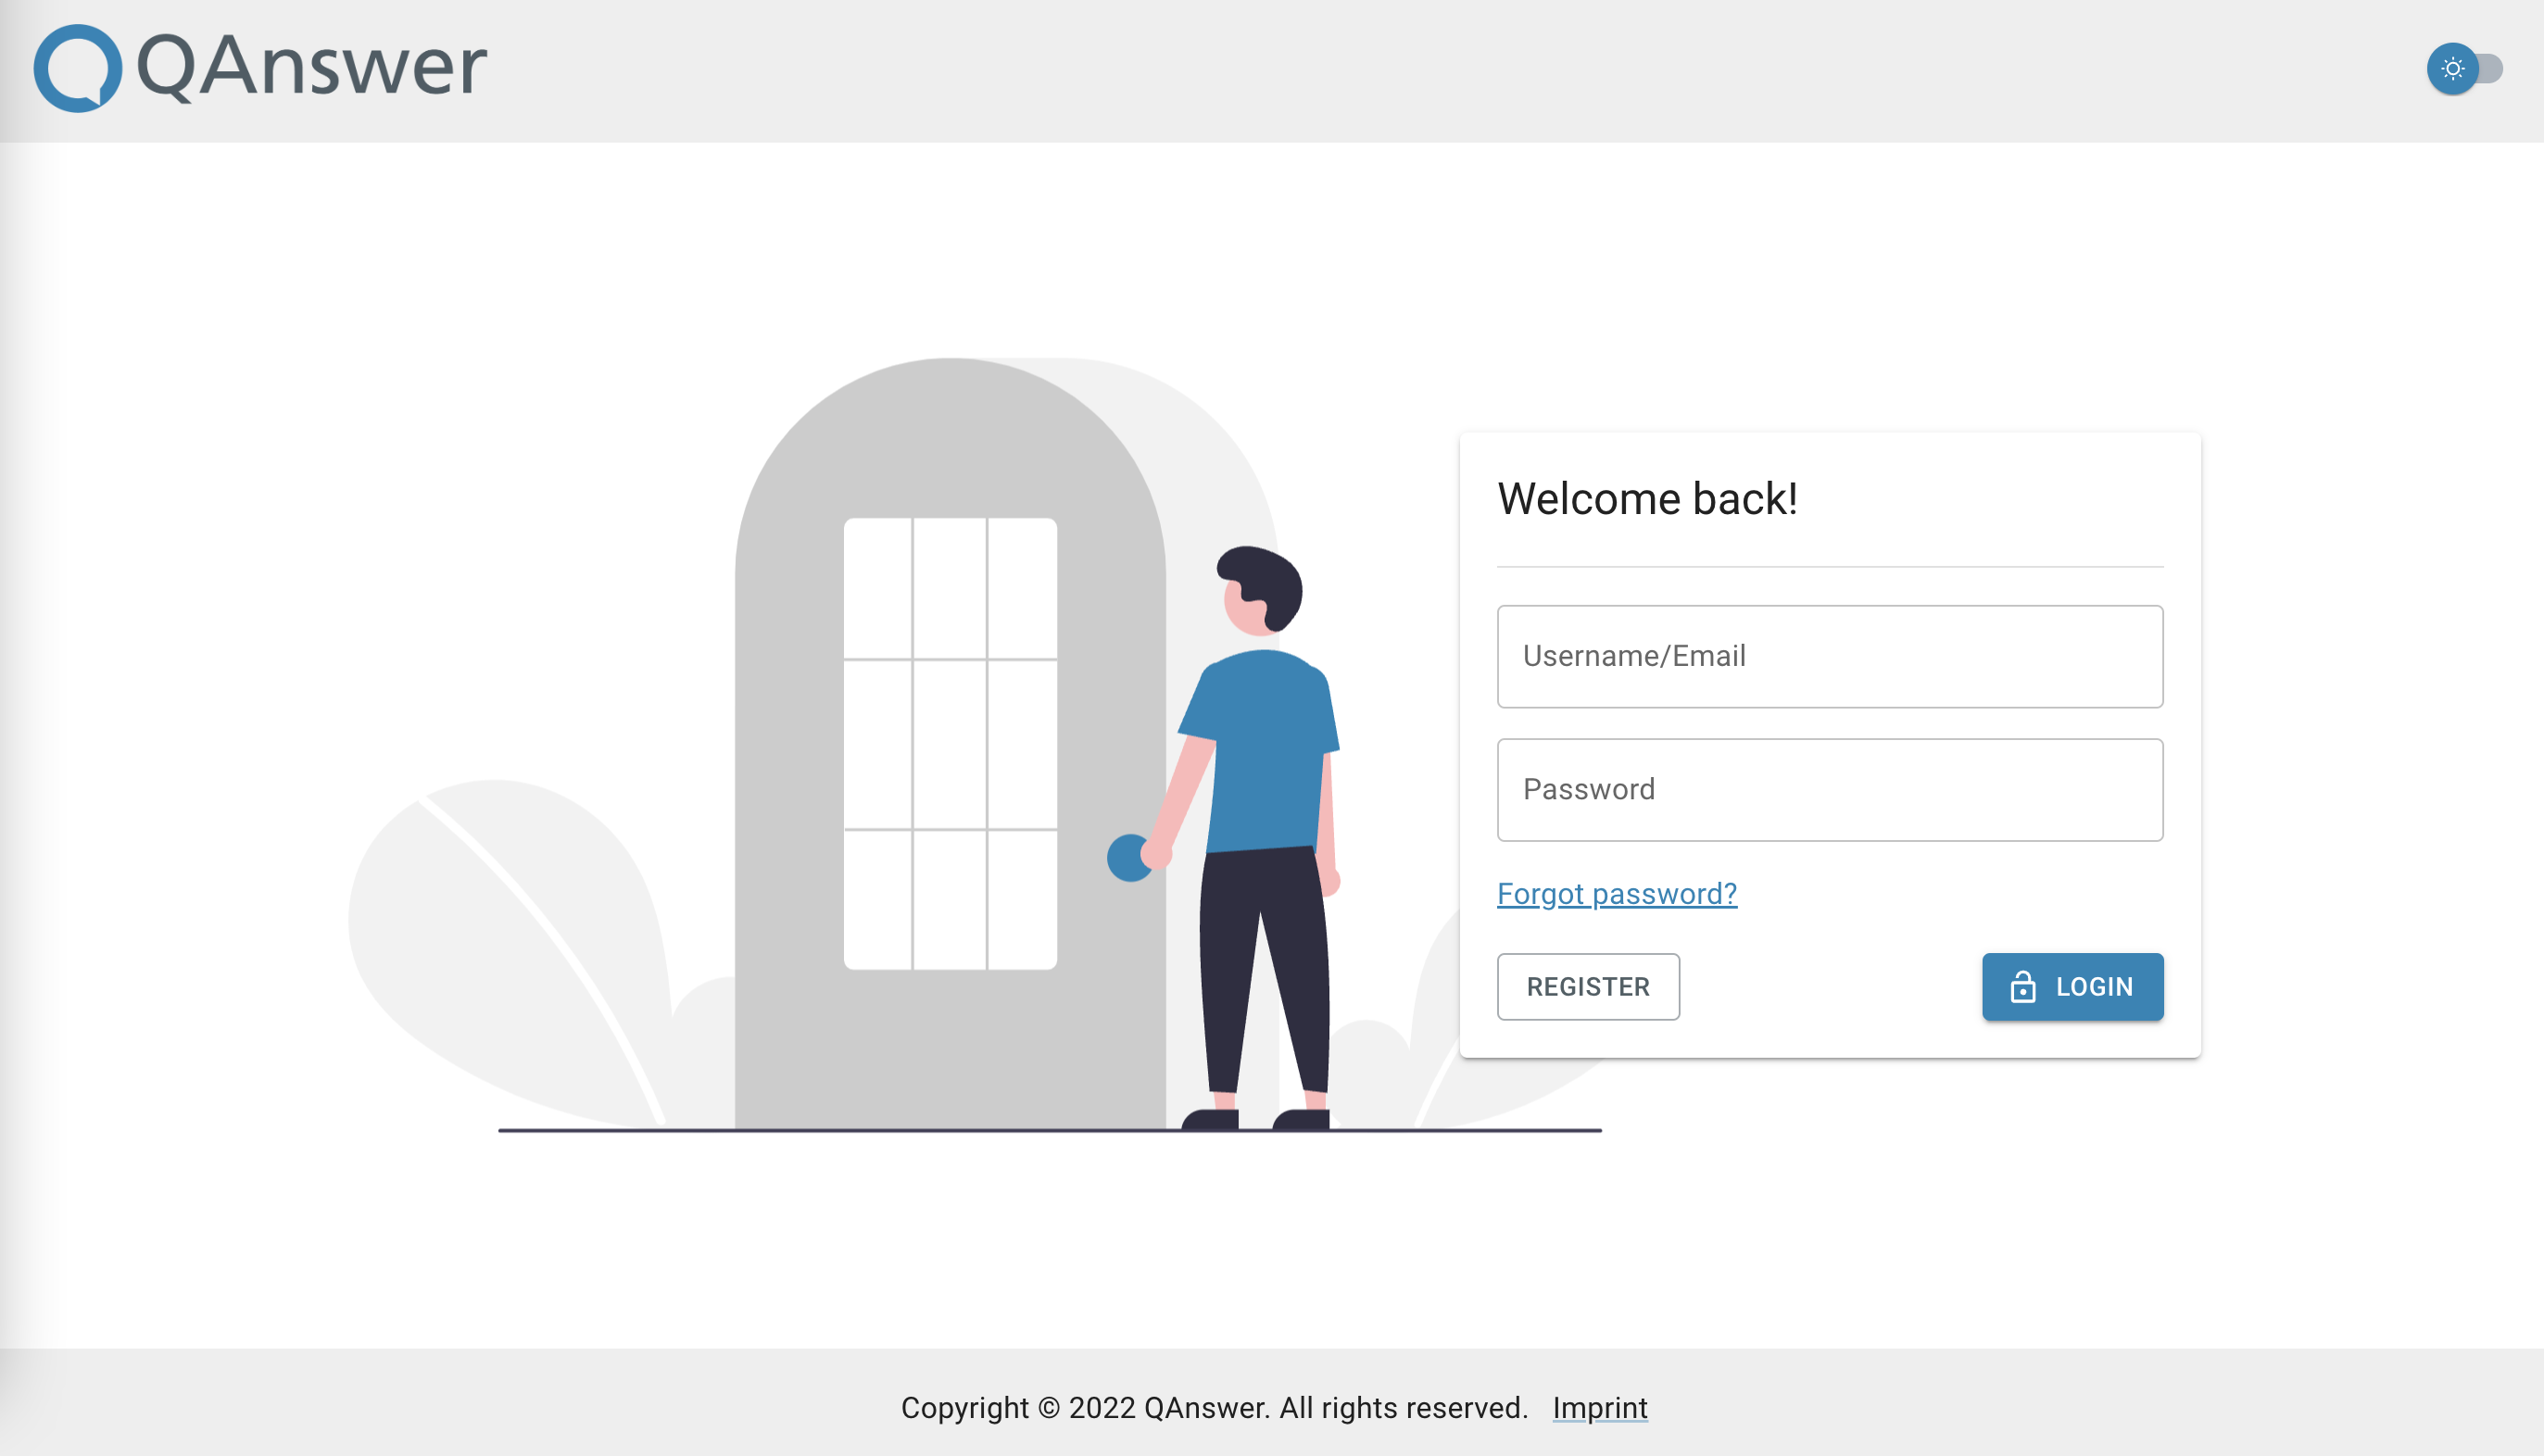 QAnswer
Welcome back!
Username/Email
Password
Forgot password?
REGISTER
LOGIN
Copyright © 2022 QAnswer. All rights reserved. Imprint